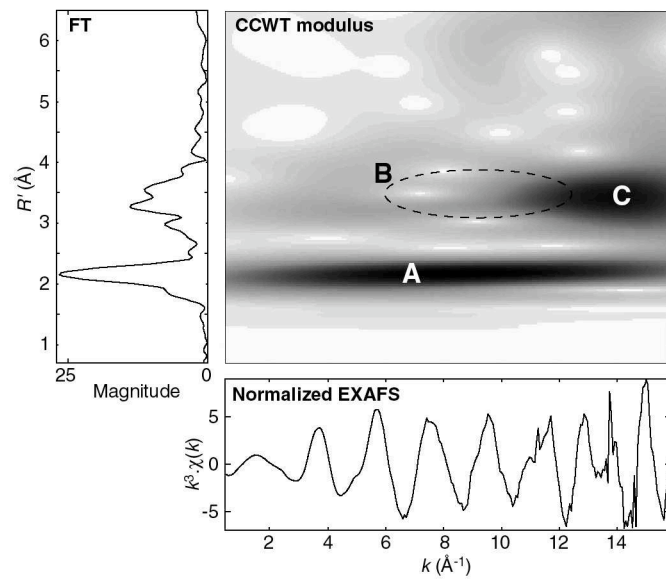 FT
CCWT modulus
6
5
4
3
2
1
R' (Å)
B
C
A
25
0
Magnitude
Normalized EXAFS
5
0
-5
k³.χ(k)
2
4
6
8
10
12
14
k (Å⁻¹)